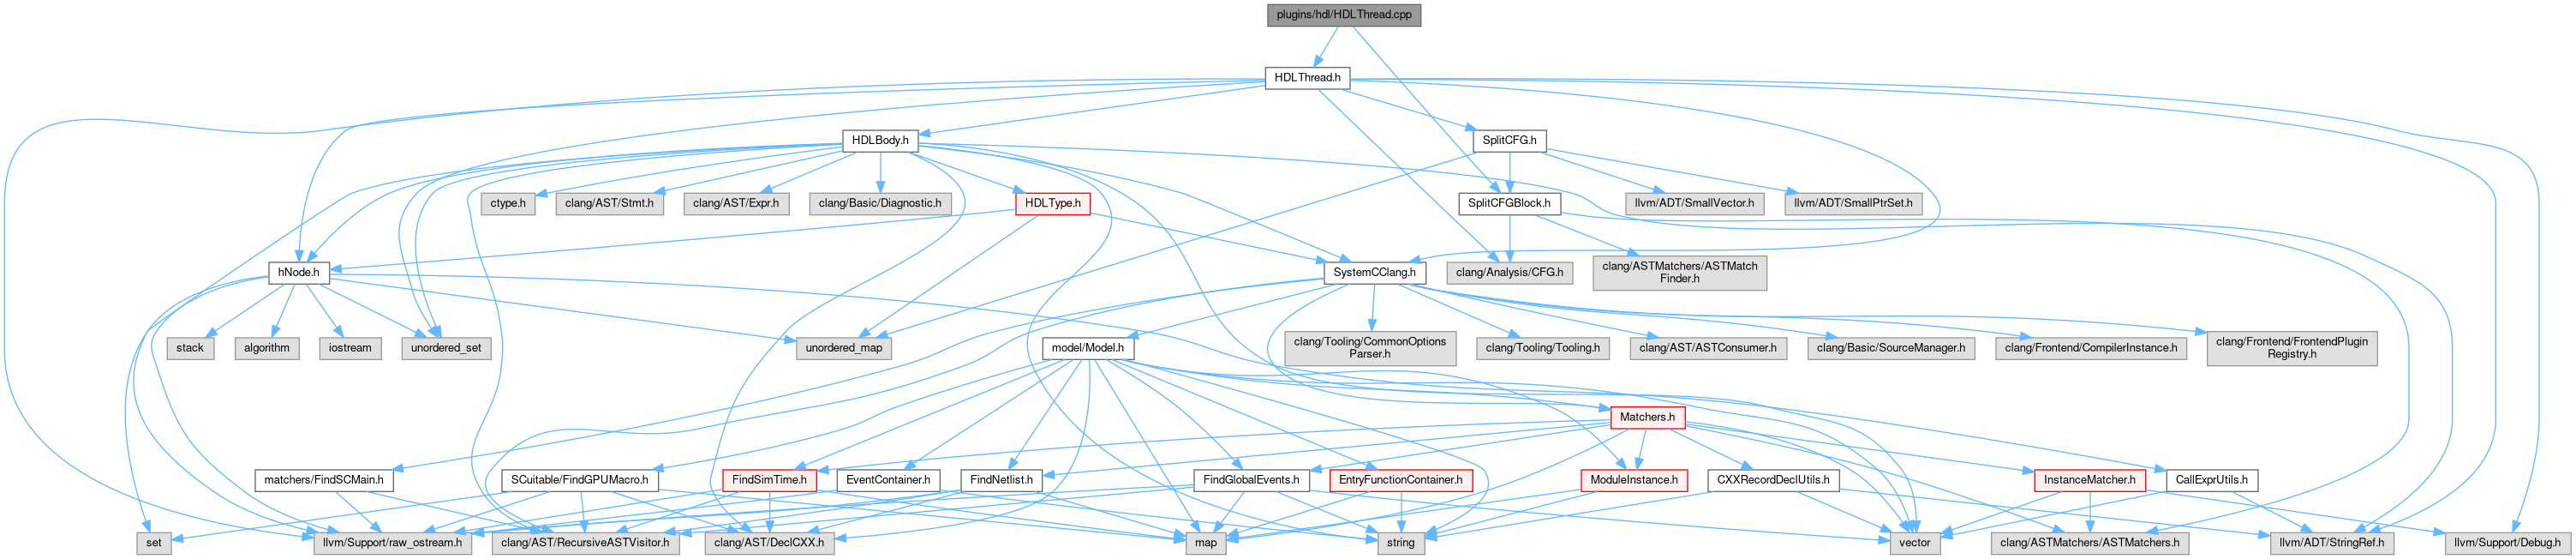 plugins/hdl/HDLThread.cpp
HDLThread.h
HDLBody.h
SplitCFG.h
ctype.h
clang/AST/Stmt.h
clang/AST/Expr.h
clang/Basic/Diagnostic.h
HDLType.h
SplitCFGBlock.h
llvm/ADT/SmallVector.h
llvm/ADT/SmallPtrSet.h
hNode.h
SystemCClang.h
clang/Analysis/CFG.h
clang/ASTMatchers/ASTMatch
Finder.h
stack
algorithm
iostream
unordered_set
unordered_map
model/Model.h
clang/Tooling/CommonOptions
Parser.h
clang/Tooling/Tooling.h
clang/AST/ASTConsumer.h
clang/Basic/SourceManager.h
clang/Frontend/CompilerInstance.h
clang/Frontend/FrontendPlugin
Registry.h
Matchers.h
matchers/FindSCMain.h
SCuitable/FindGPUMacro.h
FindSimTime.h
EventContainer.h
FindNetlist.h
FindGlobalEvents.h
EntryFunctionContainer.h
ModuleInstance.h
CXXRecordDeclUtils.h
InstanceMatcher.h
CallExprUtils.h
set
llvm/Support/raw_ostream.h
clang/AST/RecursiveASTVisitor.h
clang/AST/DeclCXX.h
map
string
vector
clang/ASTMatchers/ASTMatchers.h
llvm/ADT/StringRef.h
llvm/Support/Debug.h